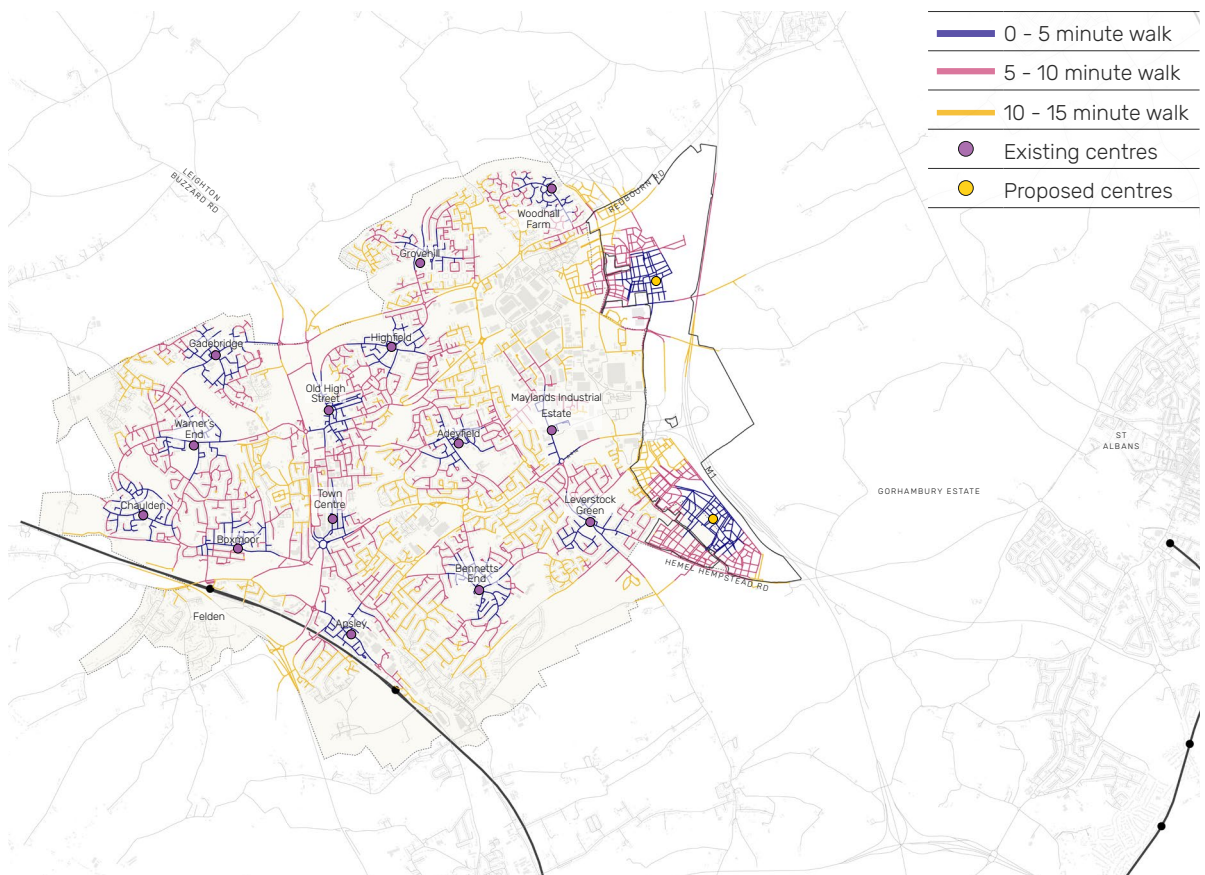 0 - 5 minute walk
5 - 10 minute walk
10 - 15 minute walk
Existing centres
Proposed centres
LEIGHTON
BUZZARD RD
REDBOURN RD
Woodhall
Farm
Grovehill
Highfield
Gadebridge
Old High
Street
Maylands Industrial
Estate
Warner's
End
Adeyfield
ST
ALBANS
M1
GORHAMBURY ESTATE
Chaulden
Town
Centre
Leverstock
Green
Boxmoor
HEMEL HEMPSTEAD RD
Bennetts
End
Felden
Apsley